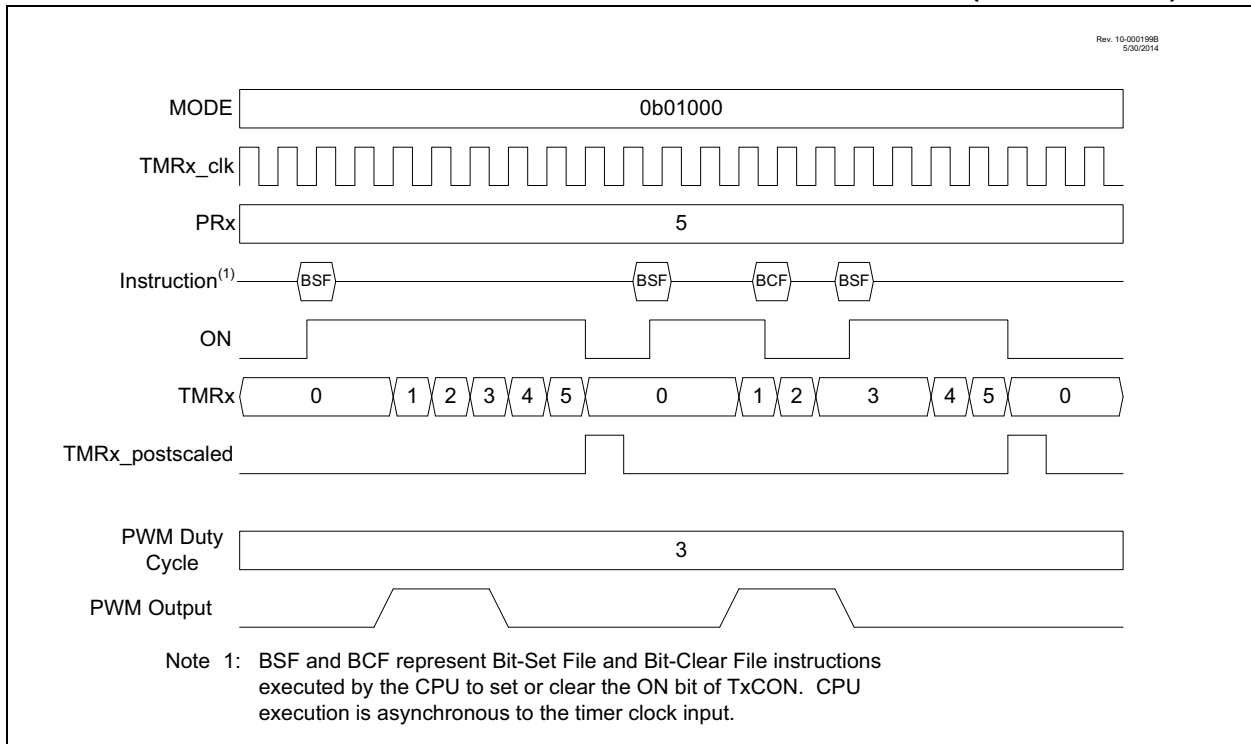 Rev. 10-000199B
5/30/2014
MODE 0b01000
TMRx_clk
PRx 5
Instruction(1) BSF BSF BCF BSF
ON
TMRx 0 1 2 3 4 5 0 1 2 3 4 5 0
TMRx_postscaled
PWM Duty
Cycle 3
PWM Output
Note 1: BSF and BCF represent Bit-Set File and Bit-Clear File instructions
executed by the CPU to set or clear the ON bit of TxCON. CPU
execution is asynchronous to the timer clock input.